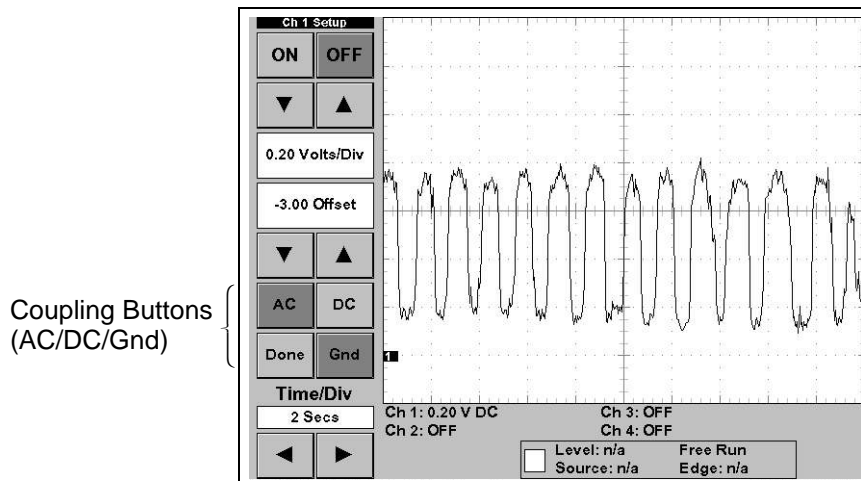 Ch 1 Setup
ON OFF
▼ ▲
0.20 Volts/Div
-3.00 Offset
▼ ▲
Coupling Buttons
(AC/DC/Gnd)
AC DC
Done Gnd
Time/Div
2 Secs
◄ ►
1
Ch 1: 0.20 V DC Ch 3: OFF
Ch 2: OFF Ch 4: OFF
Level: n/a Free Run
Source: n/a Edge: n/a